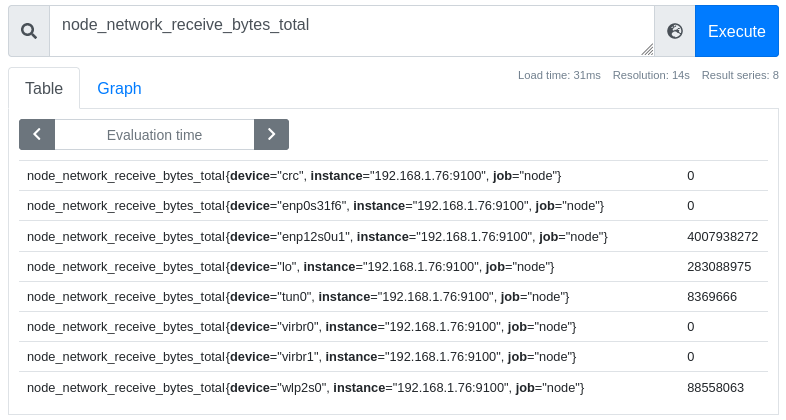 node_network_receive_bytes_total
Execute
Load time: 31ms Resolution: 14s Result series: 8
Table Graph
Evaluation time
node_network_receive_bytes_total{device="crc", instance="192.168.1.76:9100", job="node"} 0
node_network_receive_bytes_total{device="enp0s31f6", instance="192.168.1.76:9100", job="node"} 0
node_network_receive_bytes_total{device="enp12s0u1", instance="192.168.1.76:9100", job="node"} 4007938272
node_network_receive_bytes_total{device="lo", instance="192.168.1.76:9100", job="node"} 283088975
node_network_receive_bytes_total{device="tun0", instance="192.168.1.76:9100", job="node"} 8369666
node_network_receive_bytes_total{device="virbr0", instance="192.168.1.76:9100", job="node"} 0
node_network_receive_bytes_total{device="virbr1", instance="192.168.1.76:9100", job="node"} 0
node_network_receive_bytes_total{device="wlp2s0", instance="192.168.1.76:9100", job="node"} 88558063